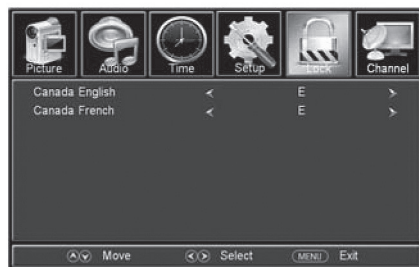 Picture Audio Time Setup Lock Channel
Canada English E
Canada French E
Move Select MENU Exit